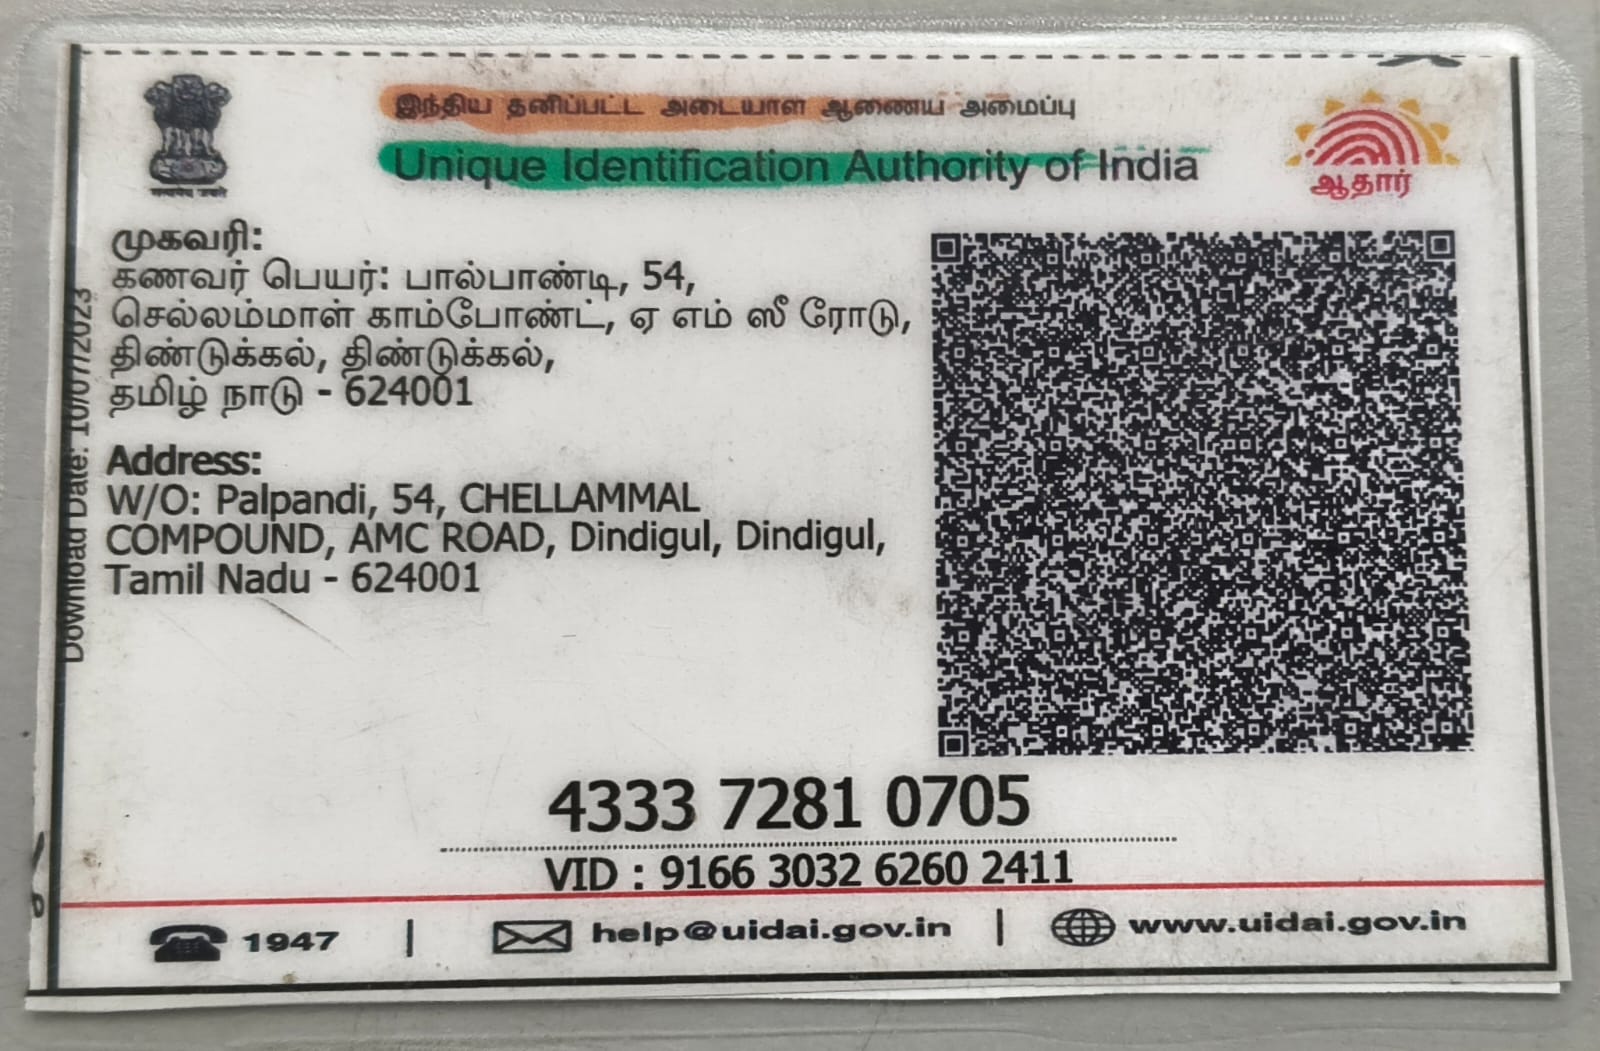 இந்திய தனிப்பட்ட அடையாள ஆணைய அமைப்பு
Unique Identification Authority of India
ஆதார்
முகவரி:
கணவர் பெயர்: பால்பாண்டி, 54,
செல்லம்மாள் காம்போண்ட், ஏ எம் ஸீ ரோடு,
திண்டுக்கல், திண்டுக்கல்,
தமிழ் நாடு - 624001
Address:
W/O: Palpandi, 54, CHELLAMMAL
COMPOUND, AMC ROAD, Dindigul, Dindigul,
Tamil Nadu - 624001
Download Date: 10/07/2023
4333 7281 0705
VID : 9166 3032 6260 2411
1947 | help@uidai.gov.in | www.uidai.gov.in